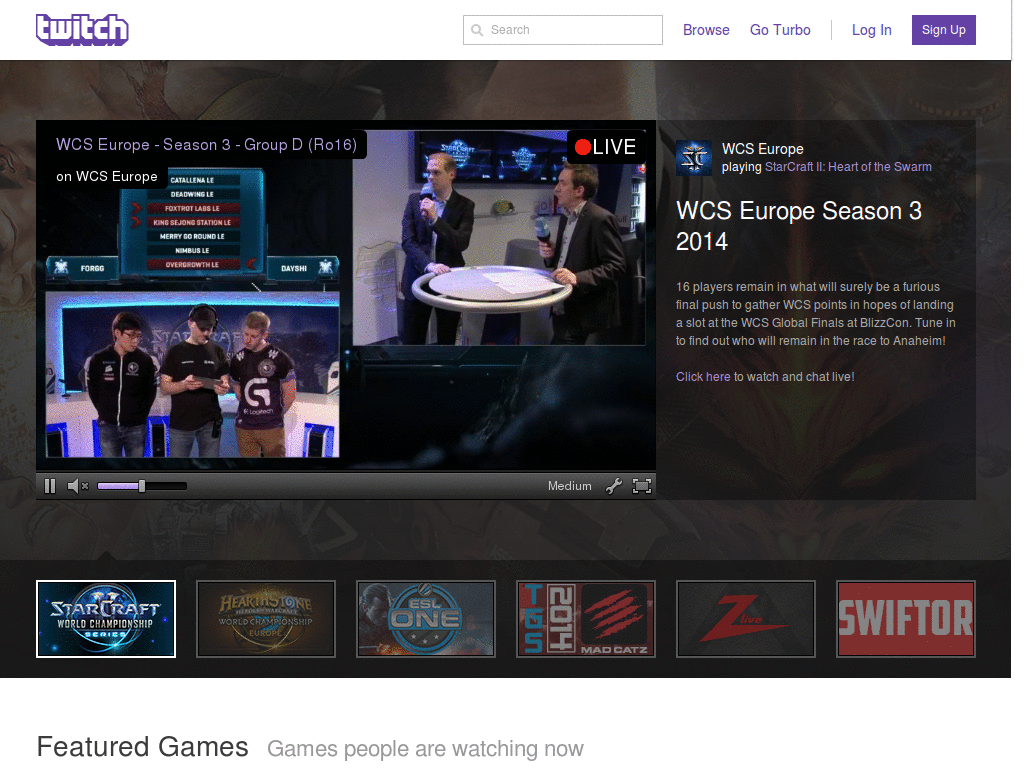 twitch
Search
Browse
Go Turbo
Log In
Sign Up
WCS Europe - Season 3 - Group D (Ro16)
on WCS Europe
LIVE
CATALLENA LE
DEADWING LE
FOXTROT LABS LE
KING SEJONG STATION LE
MERRY GO ROUND LE
NIMBUS LE
OVERGROWTH LE
FORGG
DAYSHI
STARCRAFT
G
Logitech
Medium
WCS Europe
playing StarCraft II: Heart of the Swarm
WCS Europe Season 3
2014
16 players remain in what will surely be a furious
final push to gather WCS points in hopes of landing
a slot at the WCS Global Finals at BlizzCon. Tune in
to find out who will remain in the race to Anaheim!
Click here to watch and chat live!
STARCRAFT
WORLD CHAMPIONSHIP
SERIES
HEARTHSTONE
HEROES OF WARCRAFT
WORLD CHAMPIONSHIP
EUROPE
ESL
ONE
TGS
2014
MAD CATZ
Z live
SWIFTOR
Featured Games Games people are watching now